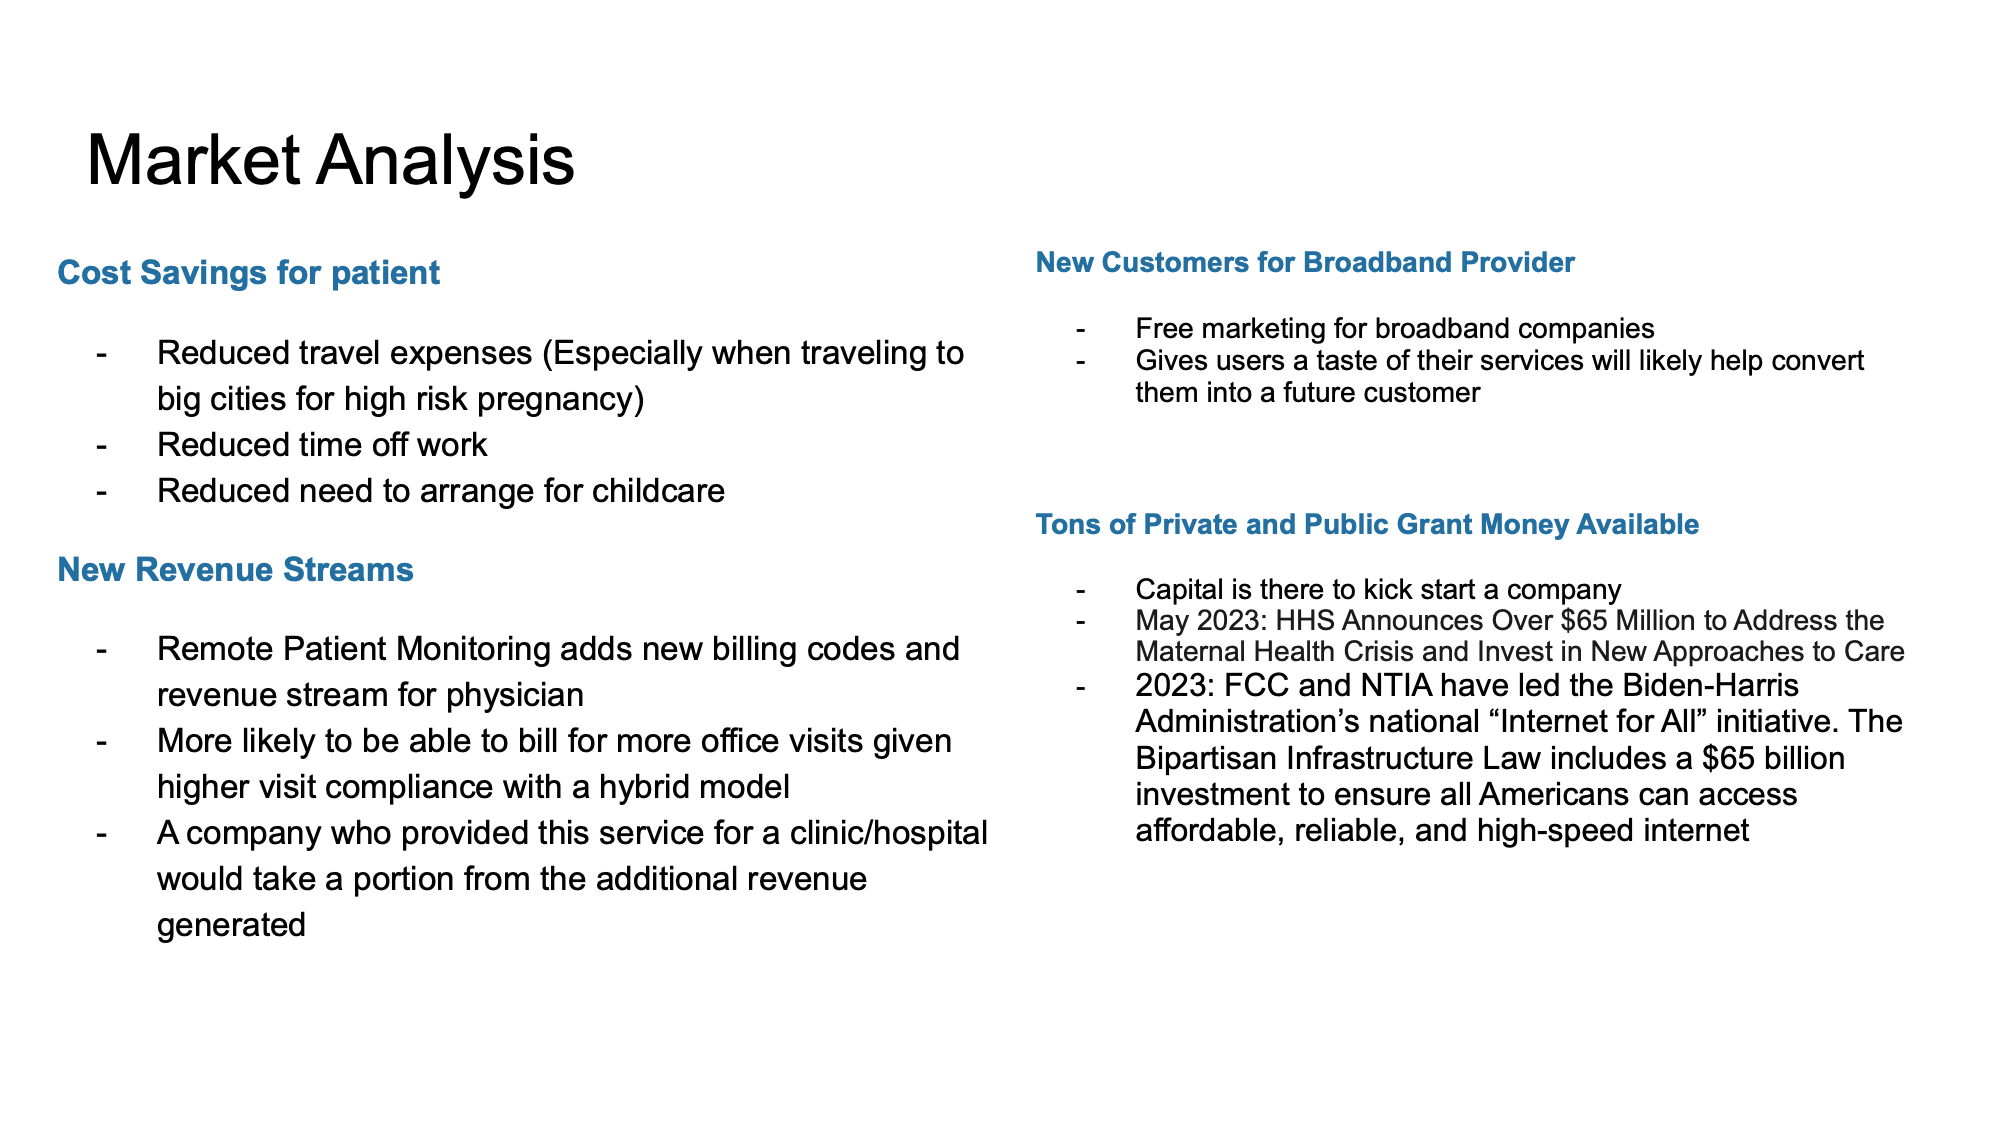 Market Analysis
Cost Savings for patient
- Reduced travel expenses (Especially when traveling to
big cities for high risk pregnancy)
- Reduced time off work
- Reduced need to arrange for childcare
New Revenue Streams
- Remote Patient Monitoring adds new billing codes and
revenue stream for physician
- More likely to be able to bill for more office visits given
higher visit compliance with a hybrid model
- A company who provided this service for a clinic/hospital
would take a portion from the additional revenue
generated
New Customers for Broadband Provider
- Free marketing for broadband companies
- Gives users a taste of their services will likely help convert
them into a future customer
Tons of Private and Public Grant Money Available
- Capital is there to kick start a company
- May 2023: HHS Announces Over $65 Million to Address the
Maternal Health Crisis and Invest in New Approaches to Care
- 2023: FCC and NTIA have led the Biden-Harris
Administration’s national “Internet for All” initiative. The
Bipartisan Infrastructure Law includes a $65 billion
investment to ensure all Americans can access
affordable, reliable, and high-speed internet